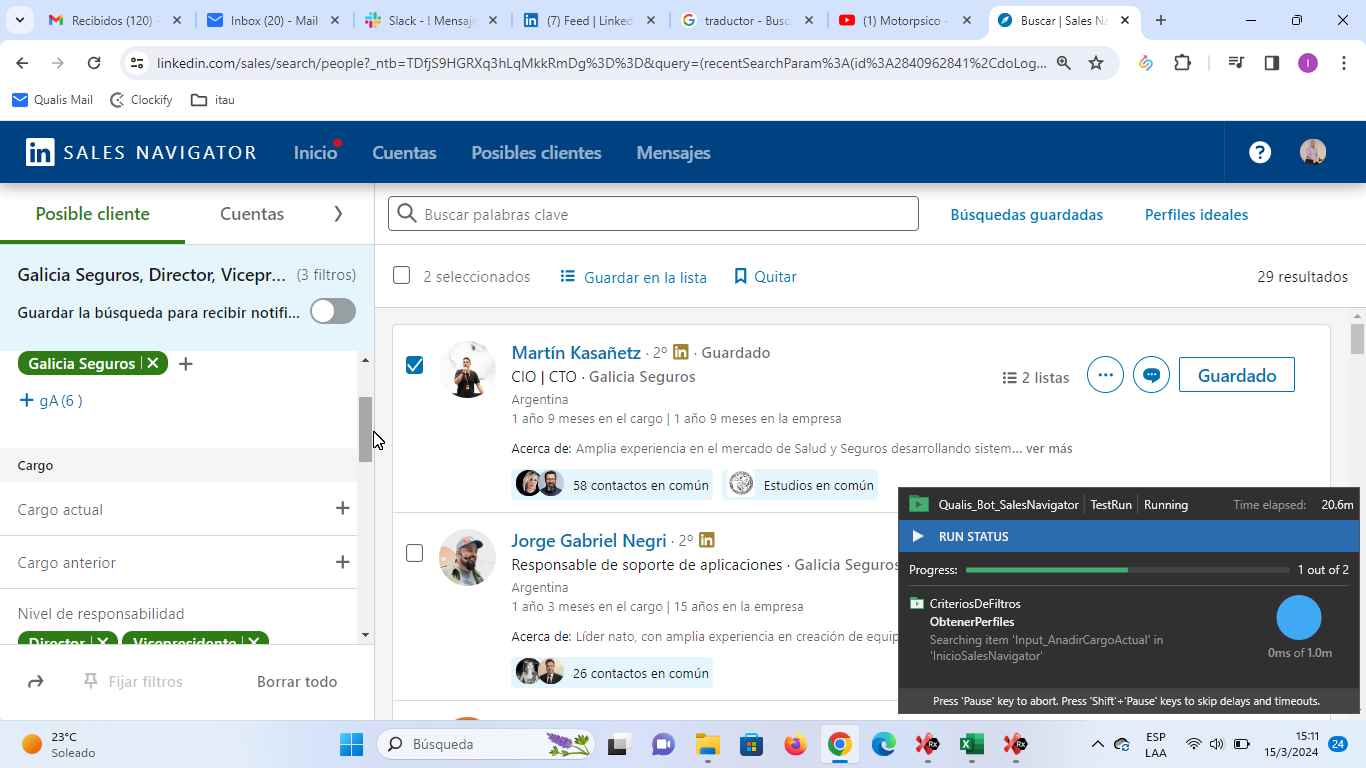 Recibidos (120) -
Inbox (20) - Mail
Slack - ! Mensaj
(7) Feed | Linked
traductor - Busc
(1) Motorpsico -
Buscar | Sales Na
linkedin.com/sales/search/people?_ntb=TDfjS9HGRXq3hLqMkkRmDg%3D%3D&query=(recentSearchParam%3A(id%3A2840962841%2CdoLog...
I
Qualis Mail
Clockify
itau
in SALES NAVIGATOR
Inicio
Cuentas
Posibles clientes
Mensajes
?
Posible cliente
Cuentas
Buscar palabras clave
Búsquedas guardadas
Perfiles ideales
Galicia Seguros, Director, Vicepr... (3 filtros)
Guardar la búsqueda para recibir notifi...
2 seleccionados
Guardar en la lista
Quitar
29 resultados
Galicia Seguros
+ gA (6 )
Cargo
Cargo actual
Cargo anterior
Nivel de responsabilidad
Director
Vicepresidente
Fijar filtros
Borrar todo
Martín Kasañetz · 2º in · Guardado
CIO | CTO · Galicia Seguros
Argentina
1 año 9 meses en el cargo | 1 año 9 meses en la empresa
2 listas
Guardado
Acerca de: Amplia experiencia en el mercado de Salud y Seguros desarrollando sistem... ver más
58 contactos en común
Estudios en común
Jorge Gabriel Negri · 2º in
Responsable de soporte de aplicaciones · Galicia Seguros
Argentina
1 año 3 meses en el cargo | 15 años en la empresa
Acerca de: Líder nato, con amplia experiencia en creación de equip
26 contactos en común
Qualis_Bot_SalesNavigator
TestRun
Running
Time elapsed: 20.6m
RUN STATUS
Progress:
1 out of 2
CriteriosDeFiltros
ObtenerPerfiles
Searching item 'Input_AnadirCargoActual' in
'InicioSalesNavigator'
0ms of 1.0m
Press 'Pause' key to abort. Press 'Shift'+'Pause' keys to skip delays and timeouts.
23°C
Soleado
Búsqueda
Rx
Rx
ESP
LAA
15:11
15/3/2024
24